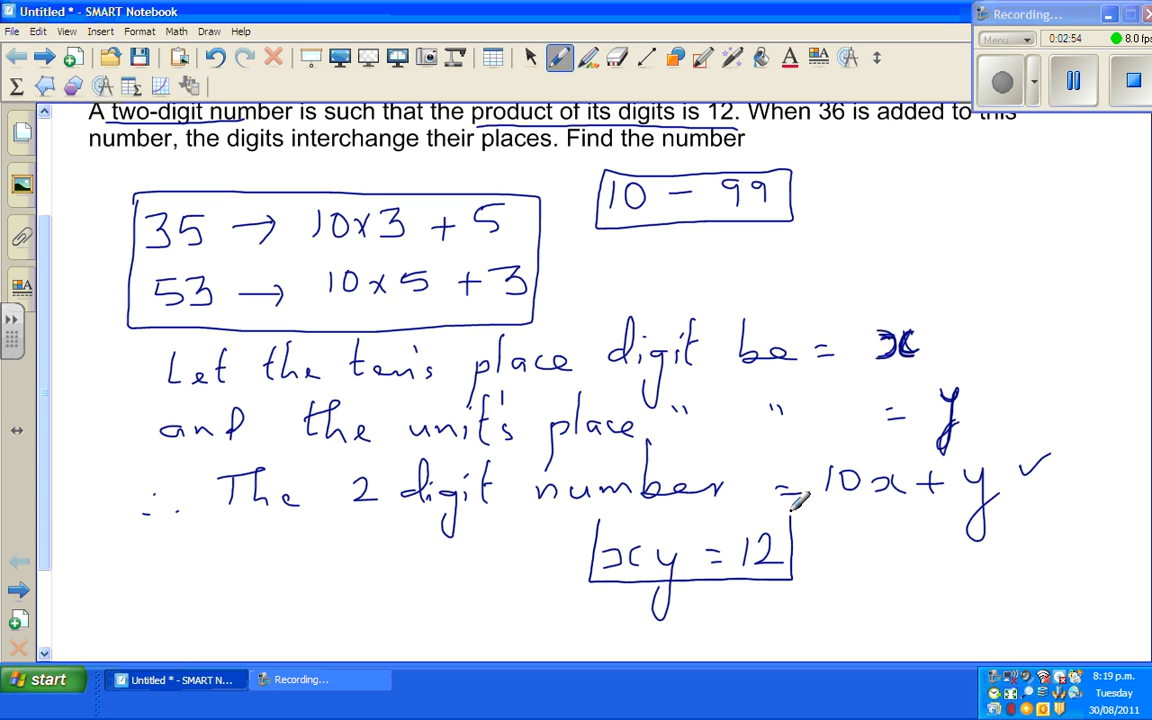 Untitled * - SMART Notebook
Recording...
File Edit View Insert Format Math Draw Help
Menu
0:02:54
8.0 fps
A two-digit number is such that the product of its digits is 12. When 36 is added to this
number, the digits interchange their places. Find the number
10 - 99
35 → 10x3 + 5
53 → 10x5 + 3
Let the ten's place digit be = x
and the unit's place " " = y
∴ The 2 digit number = 10x + y ✓
xy = 12
start
Untitled * - SMART N...
Recording...
8:19 p.m.
Tuesday
30/08/2011